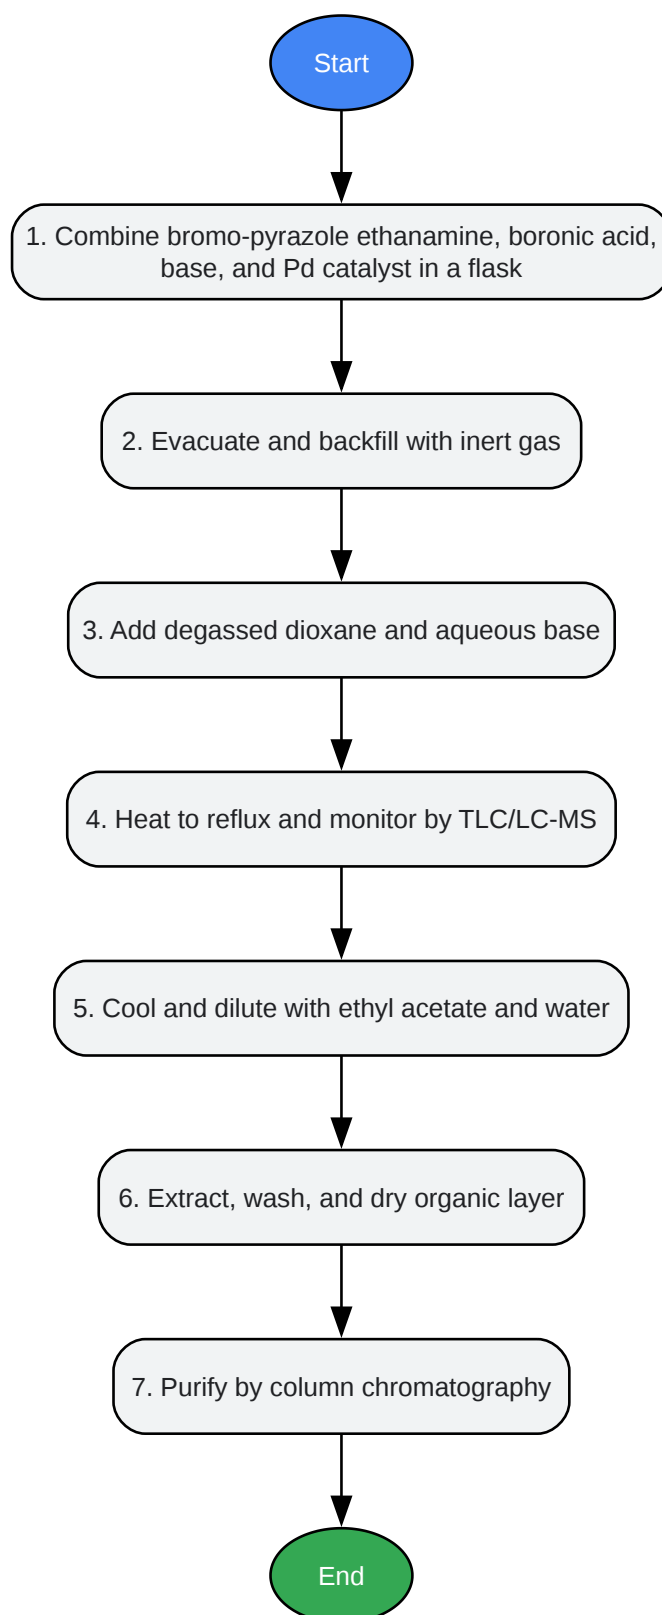 Start
1. Combine bromo-pyrazole ethanamine, boronic acid,
base, and Pd catalyst in a flask
2. Evacuate and backfill with inert gas
3. Add degassed dioxane and aqueous base
4. Heat to reflux and monitor by TLC/LC-MS
5. Cool and dilute with ethyl acetate and water
6. Extract, wash, and dry organic layer
7. Purify by column chromatography
End